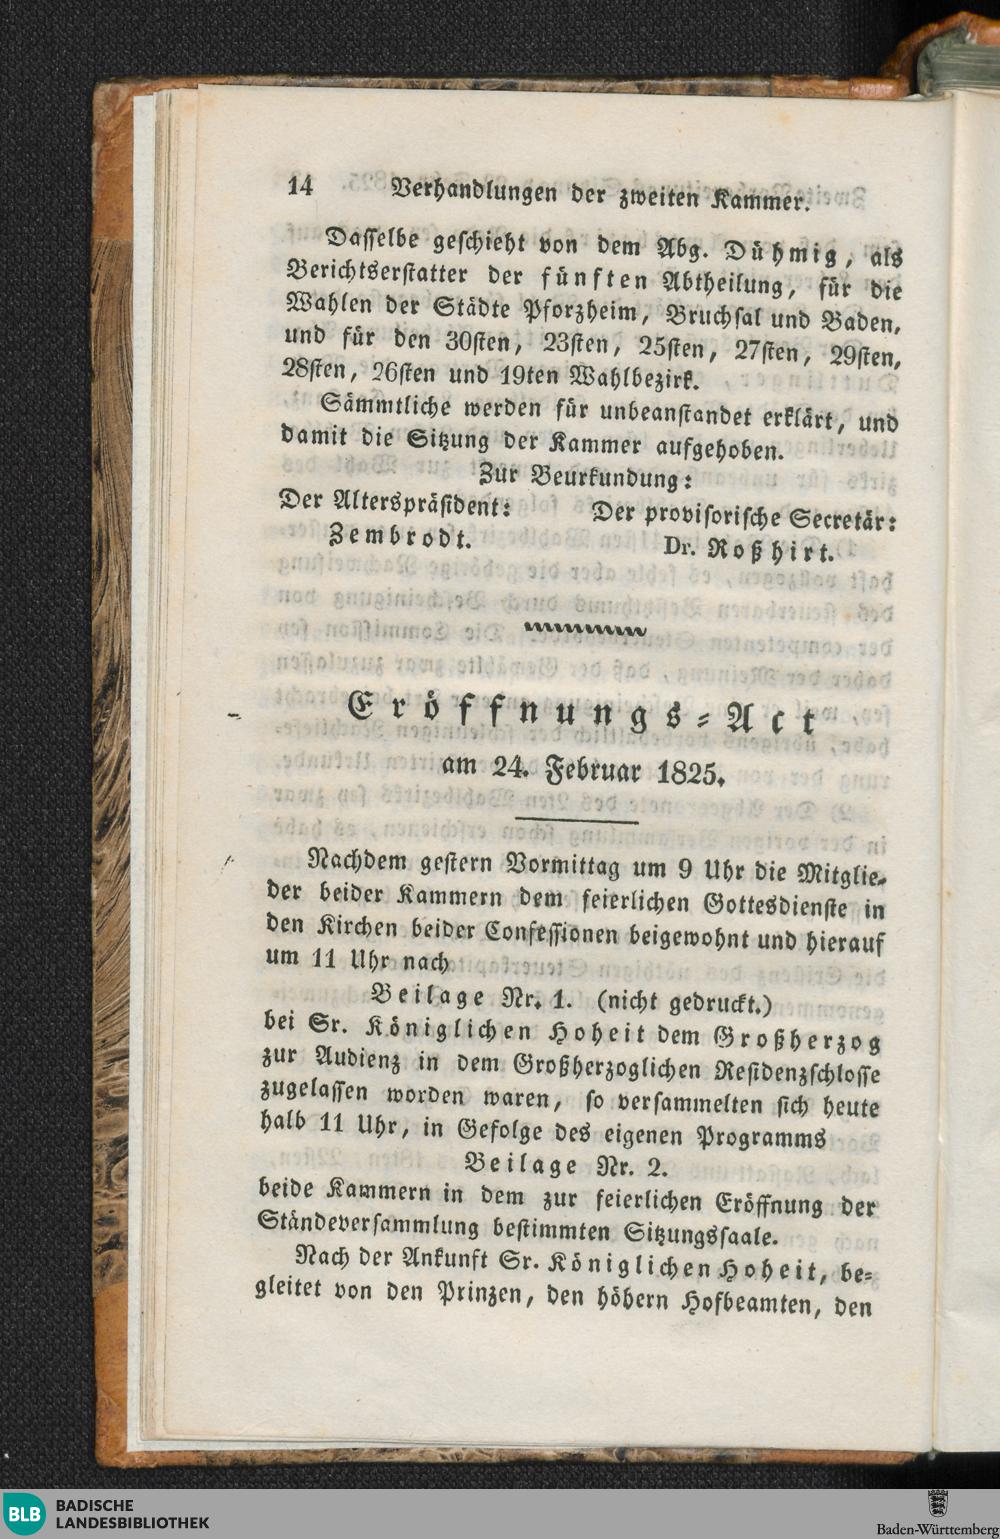 14 Verhandlungen der zweiten Kammer.
Dasselbe geschieht von dem Abg. Dühmig, als
Berichtserstatter der fünften Abtheilung, für die
Wahlen der Städte Pforzheim, Bruchsal und Baden,
und für den 30sten, 23sten, 25sten, 27sten, 29sten,
28sten, 26sten und 19ten Wahlbezirk.
Sämmtliche werden für unbeanstandet erklärt, und
damit die Sitzung der Kammer aufgehoben.
Zur Beurkundung:
Der Alterspräsident: Der provisorische Secretär:
Zembrodt. Dr. Roßhirt.
Eröffnungs-Act
am 24. Februar 1825.
Nachdem gestern Vormittag um 9 Uhr die Mitglie-
der beider Kammern dem feierlichen Gottesdienste in
den Kirchen beider Confessionen beigewohnt und hierauf
um 11 Uhr nach
Beilage Nr. 1. (nicht gedruckt.)
bei Sr. Königlichen Hoheit dem Großherzog
zur Audienz in dem Großherzoglichen Residenzschlosse
zugelassen worden waren, so versammelten sich heute
halb 11 Uhr, in Gefolge des eigenen Programms
Beilage Nr. 2.
beide Kammern in dem zur feierlichen Eröffnung der
Ständeversammlung bestimmten Sitzungssaale.
Nach der Ankunft Sr. Königlichen Hoheit, be-
gleitet von den Prinzen, den höhern Hofbeamten, den
BLB BADISCHE
LANDESBIBLIOTHEK
Baden-Württemberg